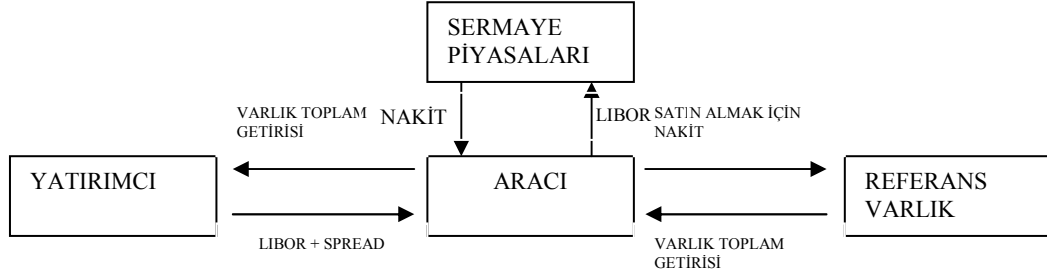 SERMAYE
PİYASALARI
VARLIK TOPLAM
GETİRİSİ
NAKİT
LIBOR
SATIN ALMAK İÇİN
NAKİT
YATIRIMCI
ARACI
REFERANS
VARLIK
LIBOR + SPREAD
VARLIK TOPLAM
GETİRİSİ